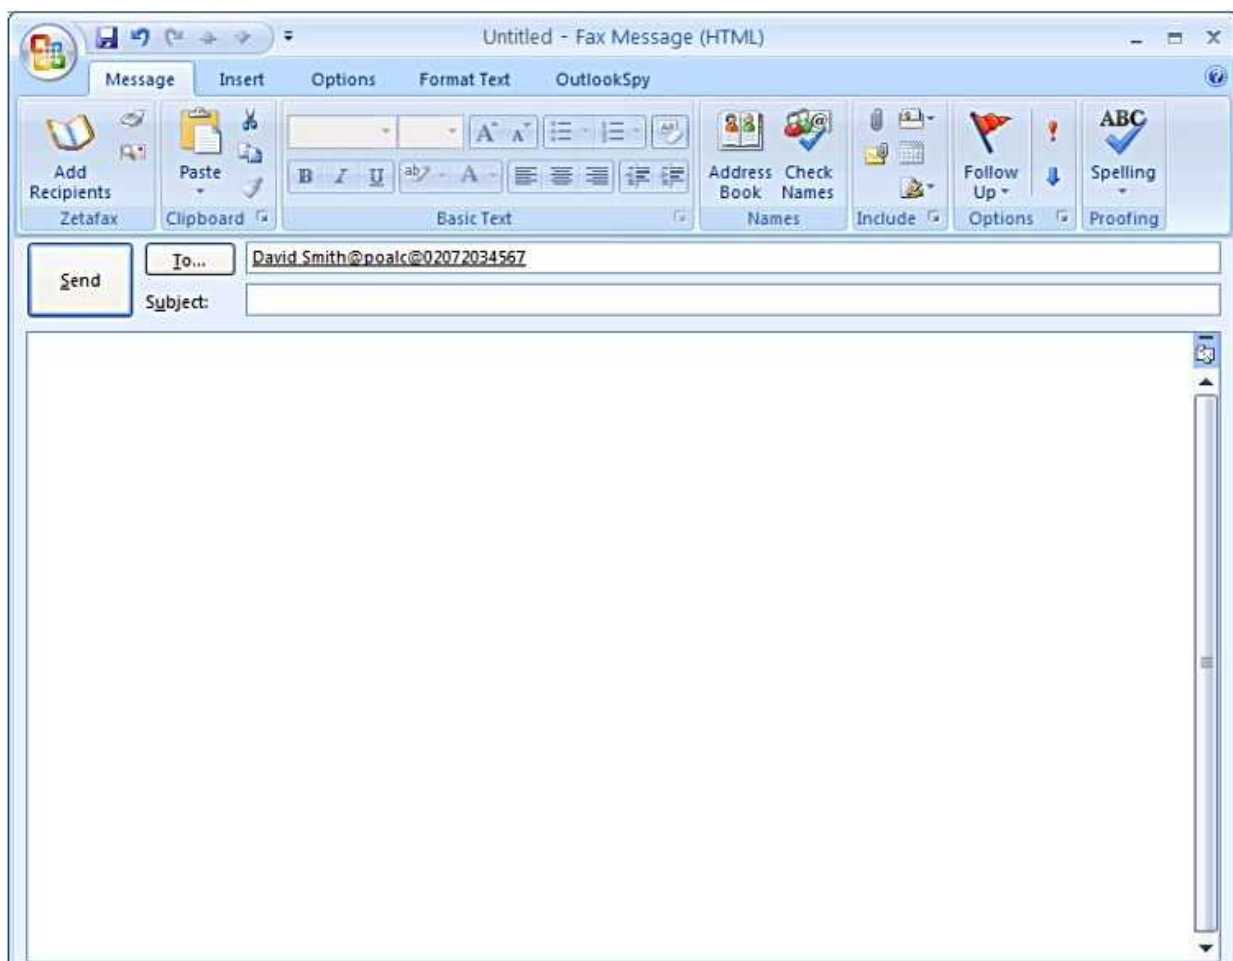 Untitled - Fax Message (HTML)
Message Insert Options Format Text OutlookSpy
Add Recipients
Paste
B I U ab A
Address Book
Check Names
Follow Up
ABC
Spelling
Zetafax Clipboard Basic Text Names Include Options Proofing
Send
To... David Smith@poalc@02072034567
Subject: